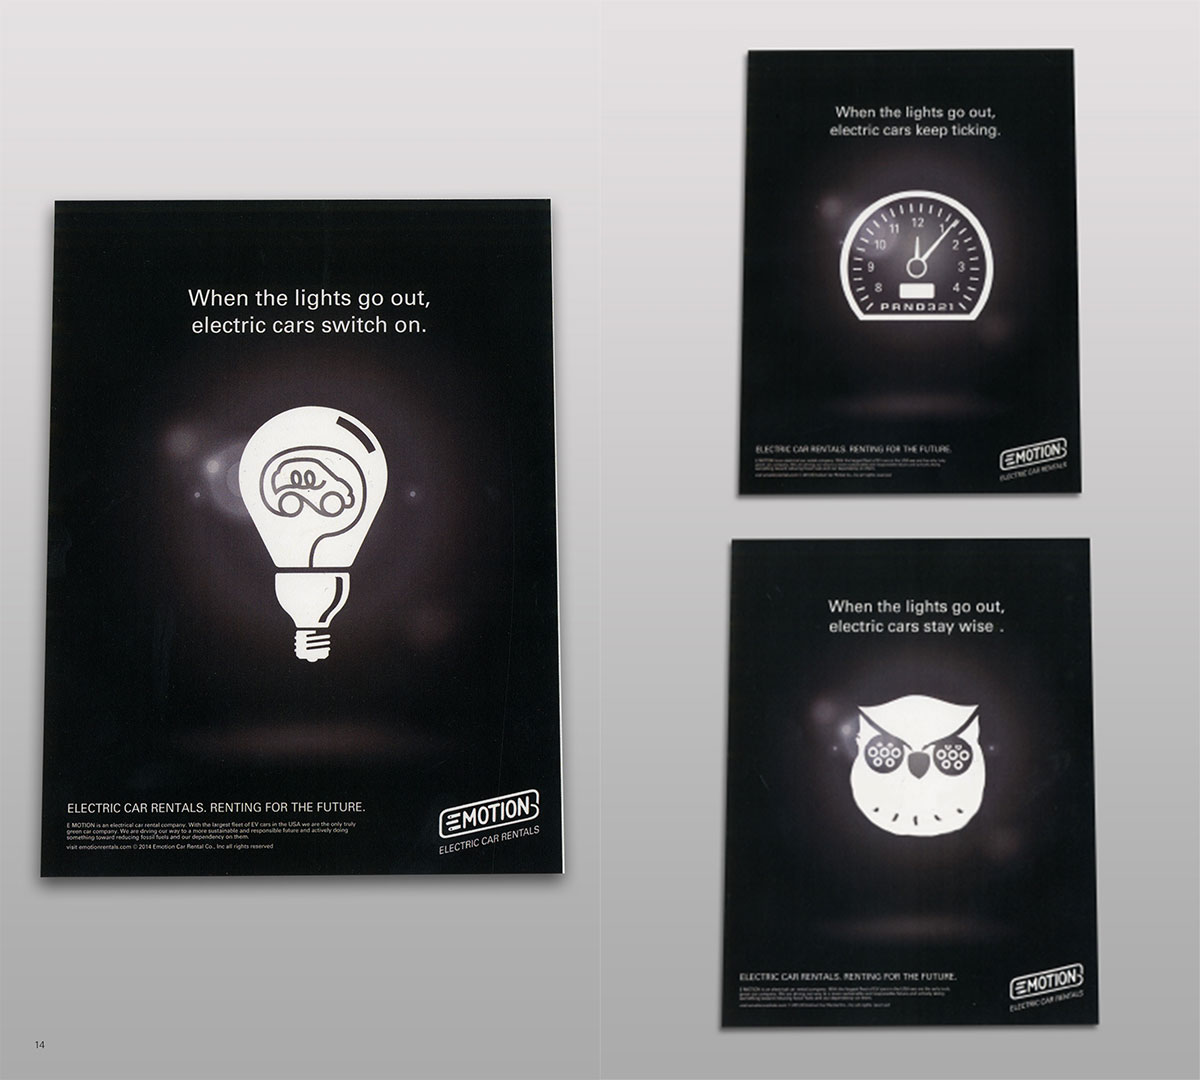 When the lights go out,
electric cars switch on.
ELECTRIC CAR RENTALS. RENTING FOR THE FUTURE.
E MOTION is an electrical car rental company. With the largest fleet of EV cars in the USA we are the only truly
green car company. We are driving our way to a more sustainable and responsible future and actively doing
something toward reducing fossil fuels and our dependency on them.
visit emotionrentals.com © 2014 Emotion Car Rental Co., Inc all rights reserved
EMOTION
ELECTRIC CAR RENTALS
14
When the lights go out,
electric cars keep ticking.
12
11 1
10 2
9 3
8 4
PRND321
ELECTRIC CAR RENTALS. RENTING FOR THE FUTURE.
EMOTION
ELECTRIC CAR RENTALS
When the lights go out,
electric cars stay wise .
ELECTRIC CAR RENTALS. RENTING FOR THE FUTURE.
EMOTION
ELECTRIC CAR RENTALS